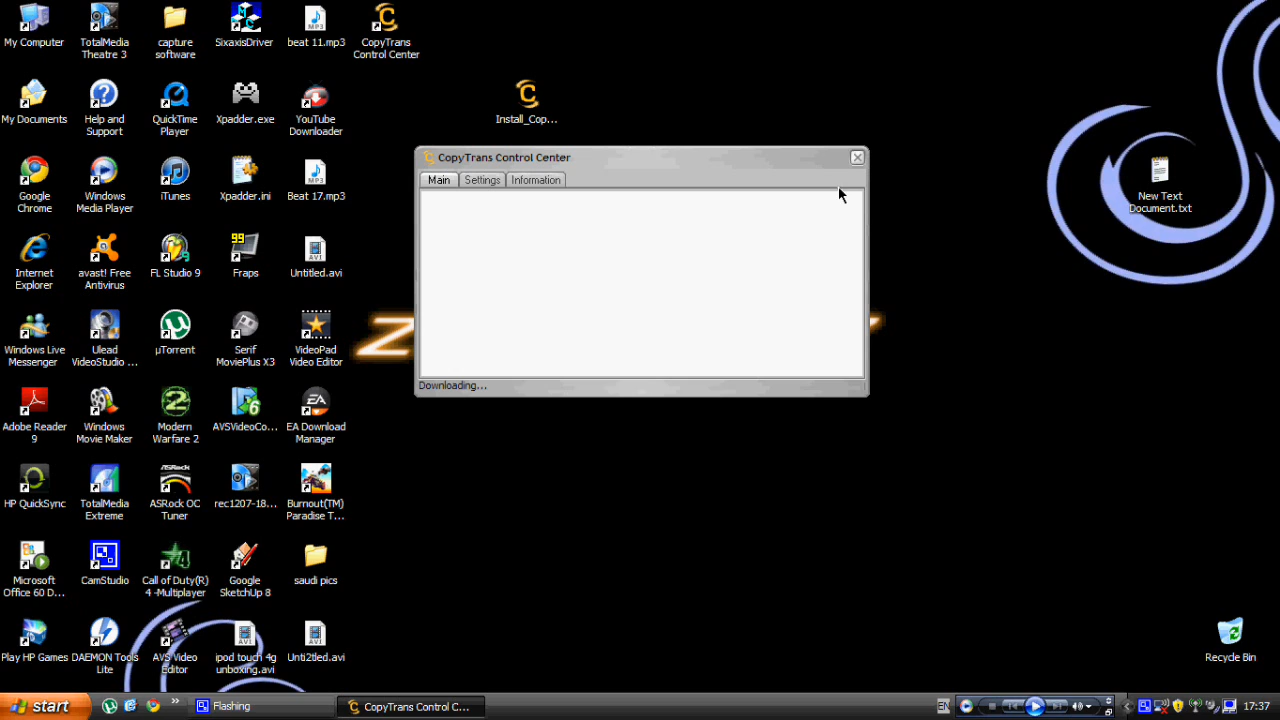 My Computer
TotalMedia
Theatre 3
capture
software
SixaxisDriver
beat 11.mp3
CopyTrans
Control Center
My Documents
Help and
Support
QuickTime
Player
Xpadder.exe
YouTube
Downloader
Install_Cop...
Google
Chrome
Windows
Media Player
iTunes
Xpadder.ini
Beat 17.mp3
CopyTrans Control Center
Main
Settings
Information
New Text
Document.txt
Internet
Explorer
avast! Free
Antivirus
FL Studio 9
99
Fraps
Untitled.avi
Windows Live
Messenger
Ulead
VideoStudio ...
µTorrent
Serif
MoviePlus X3
VideoPad
Video Editor
Z
Downloading...
Adobe Reader
9
Windows
Movie Maker
Modern
Warfare 2
AVSVideoCo...
EA Download
Manager
HP QuickSync
TotalMedia
Extreme
ASRock OC
Tuner
rec1207-18...
Burnout(TM)
Paradise T...
Microsoft
Office 60 D...
CamStudio
Call of Duty(R)
4 -Multiplayer
Google
SketchUp 8
saudi pics
Play HP Games
DAEMON Tools
Lite
AVS Video
Editor
ipod touch 4g
unboxing.avi
Unti2tled.avi
Recycle Bin
start
Flashing
CopyTrans Control C...
EN
17:37